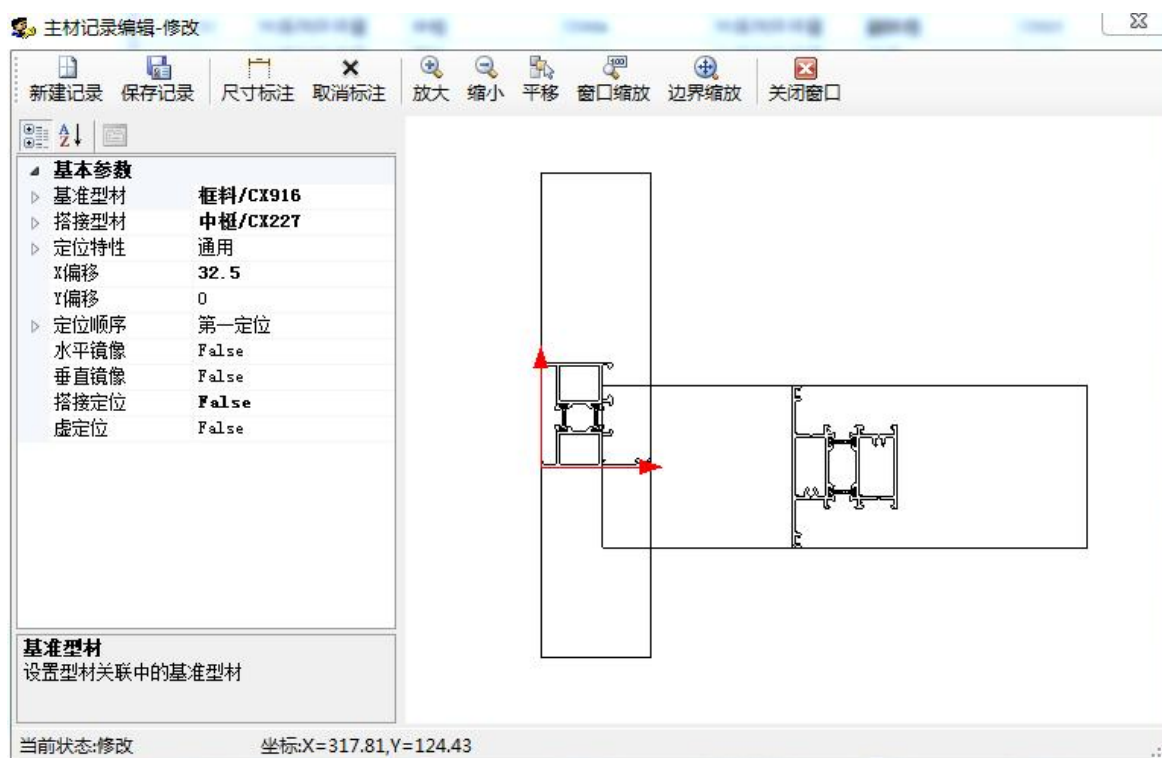 主材记录编辑-修改
新建记录 保存记录 尺寸标注 取消标注 放大 缩小 平移 窗口缩放 边界缩放 关闭窗口
基本参数
基准型材 框料/CX916
搭接型材 中梃/CX227
定位特性 通用
X偏移 32.5
Y偏移 0
定位顺序 第一定位
水平镜像 False
垂直镜像 False
搭接定位 False
虚定位 False
基准型材
设置型材关联中的基准型材
当前状态:修改 坐标:X=317.81,Y=124.43